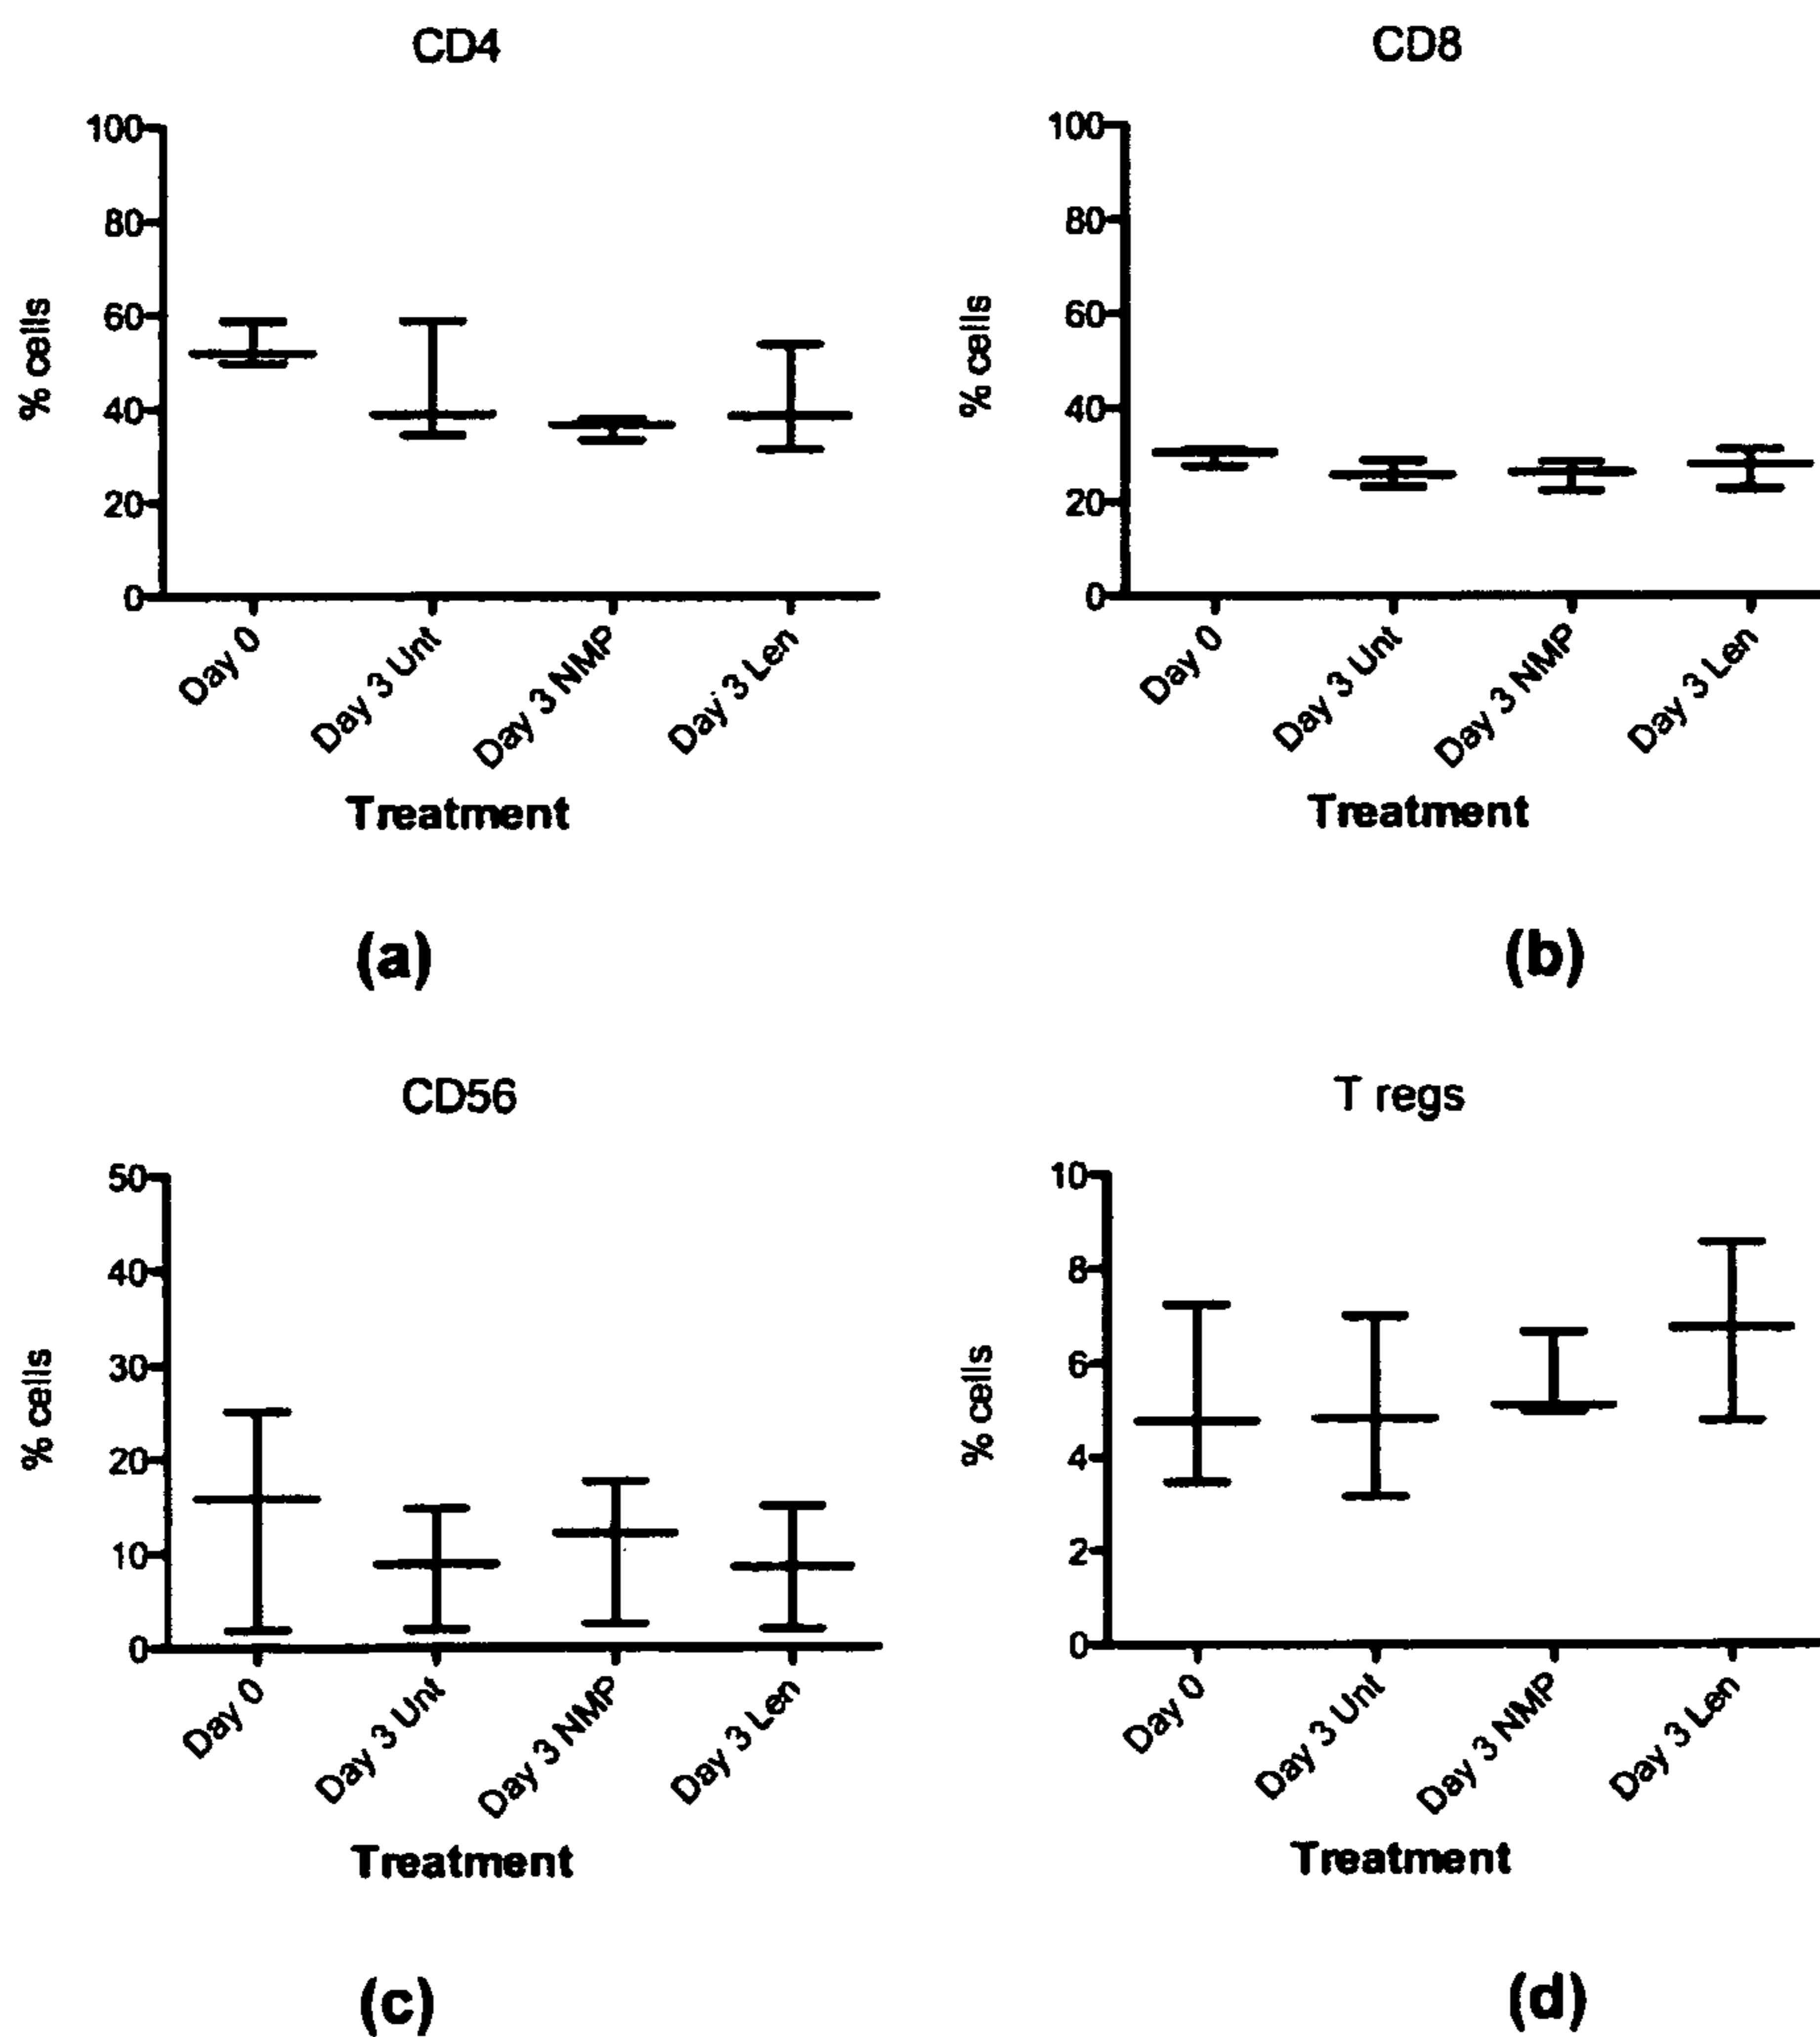 CD4
100
80
60
40
20
0
% cells
Day 0
Day 3 Unt
Day 3 NMP
Day 3 Len
Treatment
(a)
CD8
100
80
60
40
20
0
% cells
Day 0
Day 3 Unt
Day 3 NMP
Day 3 Len
Treatment
(b)
CD56
50
40
30
20
10
0
% cells
Day 0
Day 3 Unt
Day 3 NMP
Day 3 Len
Treatment
(c)
T regs
10
8
6
4
2
0
% cells
Day 0
Day 3 Unt
Day 3 NMP
Day 3 Len
Treatment
(d)